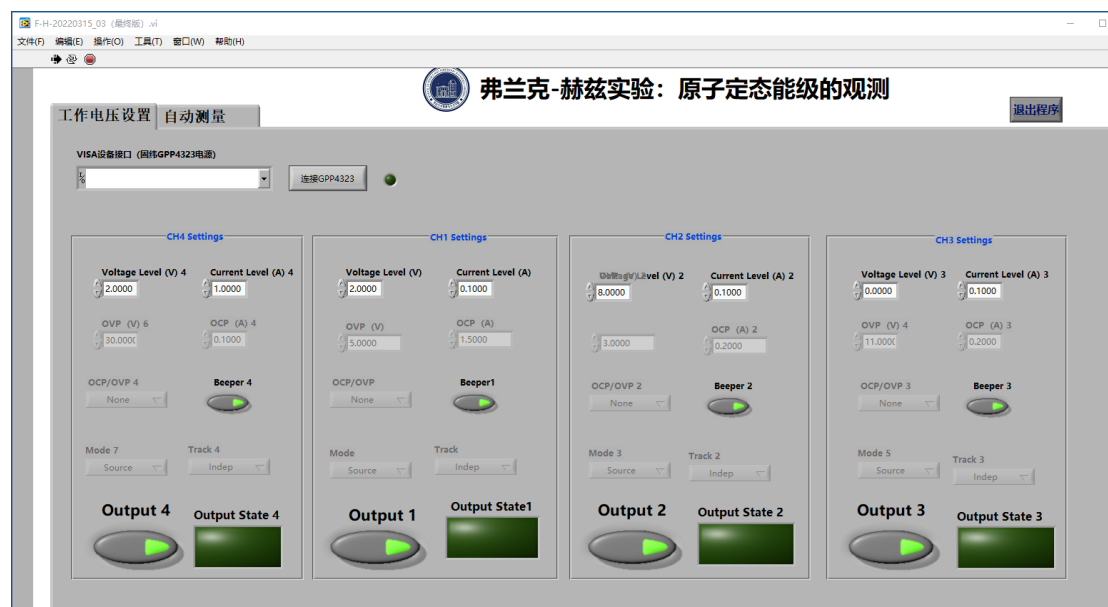 F-H-20220315_03（最终版）.vi
文件(F) 编辑(E) 操作(O) 工具(T) 窗口(W) 帮助(H)
弗兰克-赫兹实验：原子定态能级的观测
退出程序
工作电压设置 自动测量
VISA设备接口（固纬GPP4323电源）
连接GPP4323
CH4 Settings
Voltage Level (V) 4 Current Level (A) 4
2.0000 1.0000
OVP (V) 6 OCP (A) 4
30.000 0.1000
OCP/OVP 4 Beeper 4
None
Mode 7 Track 4
Source Indep
Output 4 Output State 4
CH1 Settings
Voltage Level (V) Current Level (A)
2.0000 0.1000
OVP (V) OCP (A)
5.0000 1.5000
OCP/OVP Beeper1
None
Mode Track
Source Indep
Output 1 Output State1
CH2 Settings
Level (V) 2 Current Level (A) 2
8.0000 0.1000
OCP (A) 2
3.0000 0.2000
OCP/OVP 2 Beeper 2
None
Mode 3 Track 2
Source Indep
Output 2 Output State 2
CH3 Settings
Voltage Level (V) 3 Current Level (A) 3
0.0000 0.1000
OVP (V) 4 OCP (A) 3
11.000 0.2000
OCP/OVP 3 Beeper 3
None
Mode 5 Track 3
Source Indep
Output 3 Output State 3